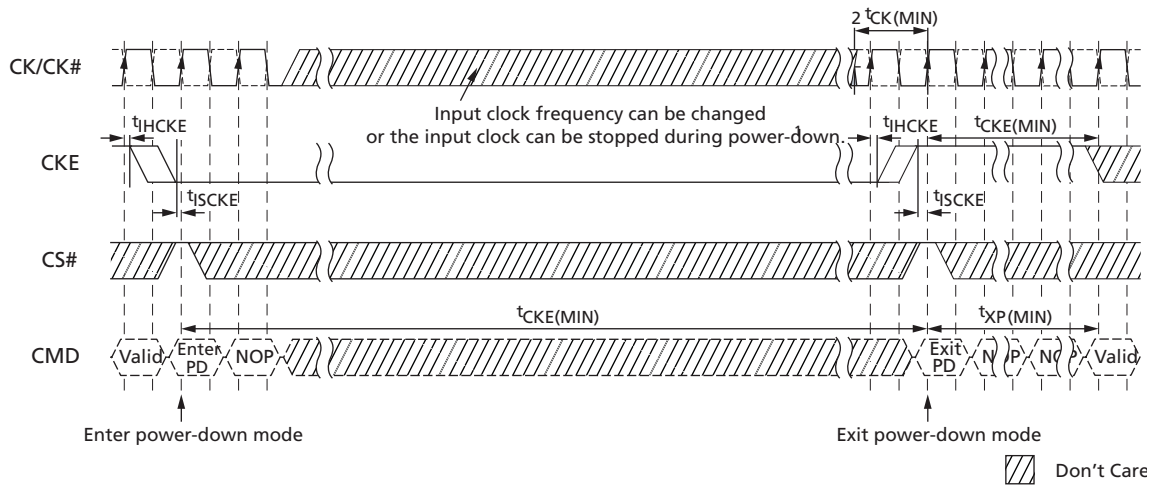 2 tCK(MIN)
CK/CK#
Input clock frequency can be changed
or the input clock can be stopped during power-down.
tIHCKE
tIHCKE
tCKE(MIN)
CKE
tISCKE
tISCKE
CS#
tCKE(MIN)
tXP(MIN)
CMD
Valid
Enter
PD
NOP
Exit
PD
Valid
Enter power-down mode
Exit power-down mode
Don't Care